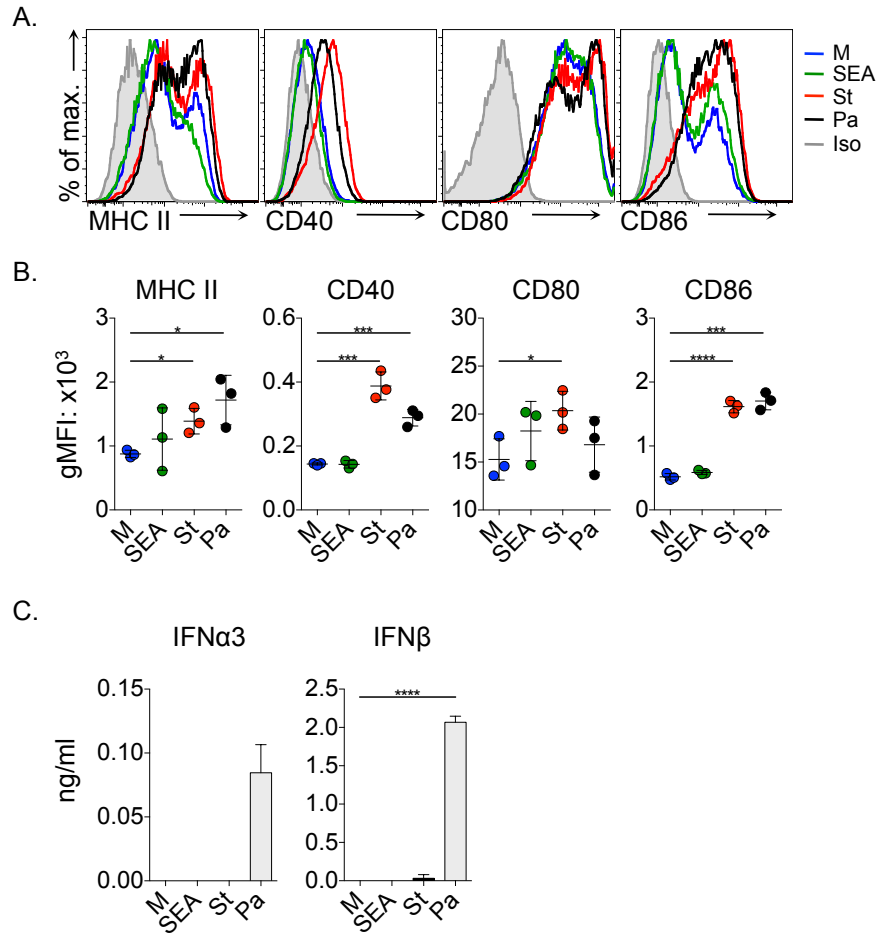 A.
% of max.
MHC II
CD40
CD80
CD86
M
SEA
St
Pa
Iso
B.
MHC II
CD40
CD80
CD86
gMFI: x10³
3
2
1
0
*
*
M
SEA
St
Pa
0.6
0.4
0.2
0.0
***
***
M
SEA
St
Pa
30
25
20
15
10
*
M
SEA
St
Pa
3
2
1
0
***
****
M
SEA
St
Pa
C.
IFNα3
IFNβ
ng/ml
0.15
0.10
0.05
0.00
M
SEA
St
Pa
2.5
2.0
1.5
1.0
0.5
0.0
****
M
SEA
St
Pa